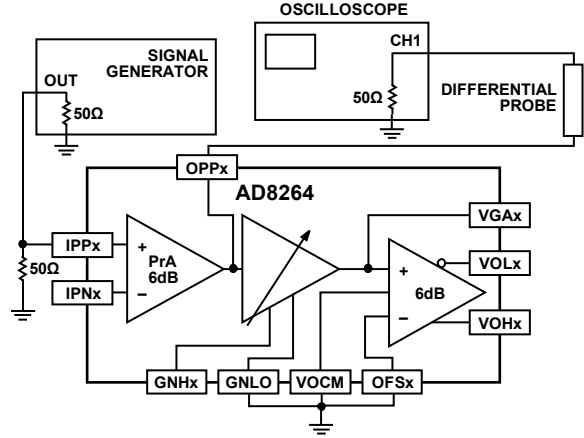 OSCILLOSCOPE
SIGNAL
GENERATOR
OUT
50Ω
CH1
50Ω
DIFFERENTIAL
PROBE
OPPx
AD8264
VGAx
IPPx
+
PrA
6dB
–
50Ω
IPNx
+
6dB
–
VOLx
VOHx
GNHx
GNLO
VOCM
OFSx